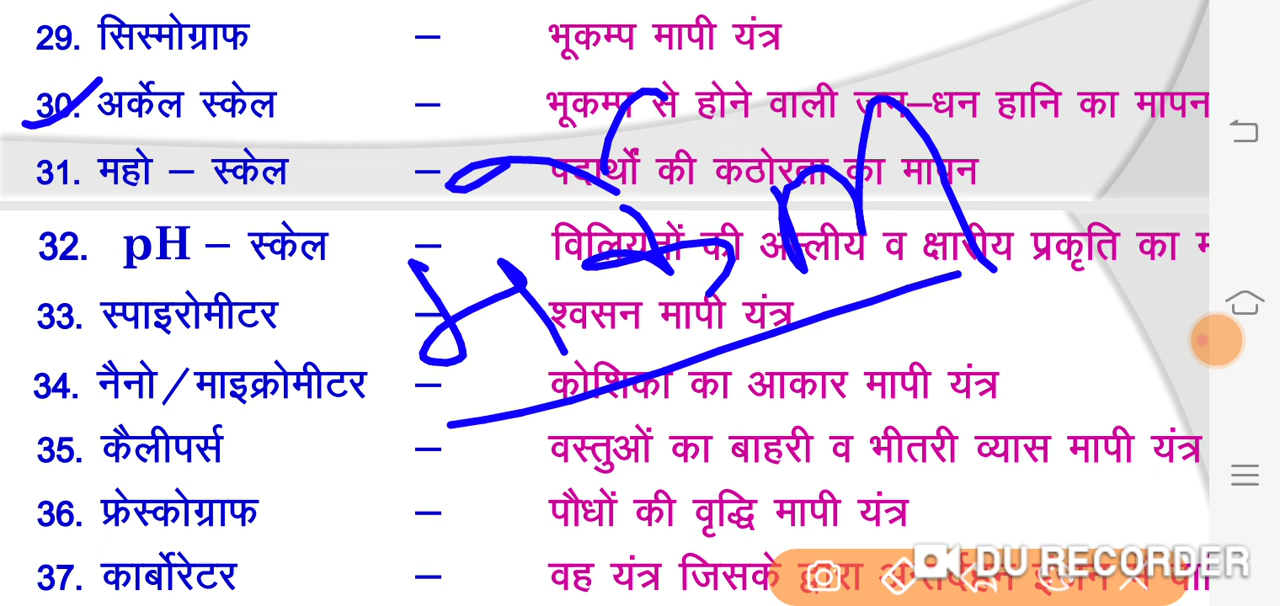 29. सिस्मोग्राफ – भूकम्प मापी यंत्र
30. अर्केल स्केल – भूकम्प से होने वाली जन–धन हानि का मापन
31. महो – स्केल – पदार्थों की कठोरता का मापन
32. pH – स्केल – विलियनों की अम्लीय व क्षारीय प्रकृति का
33. स्पाइरोमीटर – श्वसन मापी यंत्र
34. नैनो/माइक्रोमीटर – कोशिका का आकार मापी यंत्र
35. कैलीपर्स – वस्तुओं का बाहरी व भीतरी व्यास मापी यंत्र
36. फ्रेस्कोग्राफ – पौधों की वृद्धि मापी यंत्र
37. कार्बोरेटर – वह यंत्र जिसके द्वारा
DU RECORDER